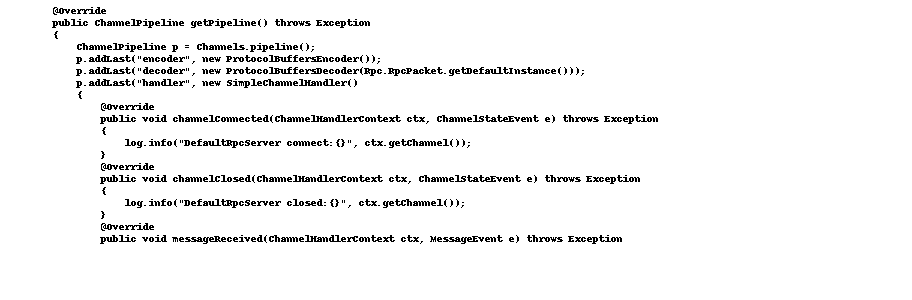 @Override
public ChannelPipeline getPipeline() throws Exception
{
ChannelPipeline p = Channels.pipeline();
p.addLast("encoder", new ProtocolBuffersEncoder());
p.addLast("decoder", new ProtocolBuffersDecoder(Rpc.RpcPacket.getDefaultInstance()));
p.addLast("handler", new SimpleChannelHandler()
{
@Override
public void channelConnected(ChannelHandlerContext ctx, ChannelStateEvent e) throws Exception
{
log.info("DefaultRpcServer connect:{}", ctx.getChannel());
}
@Override
public void channelClosed(ChannelHandlerContext ctx, ChannelStateEvent e) throws Exception
{
log.info("DefaultRpcServer closed:{}", ctx.getChannel());
}
@Override
public void messageReceived(ChannelHandlerContext ctx, MessageEvent e) throws Exception